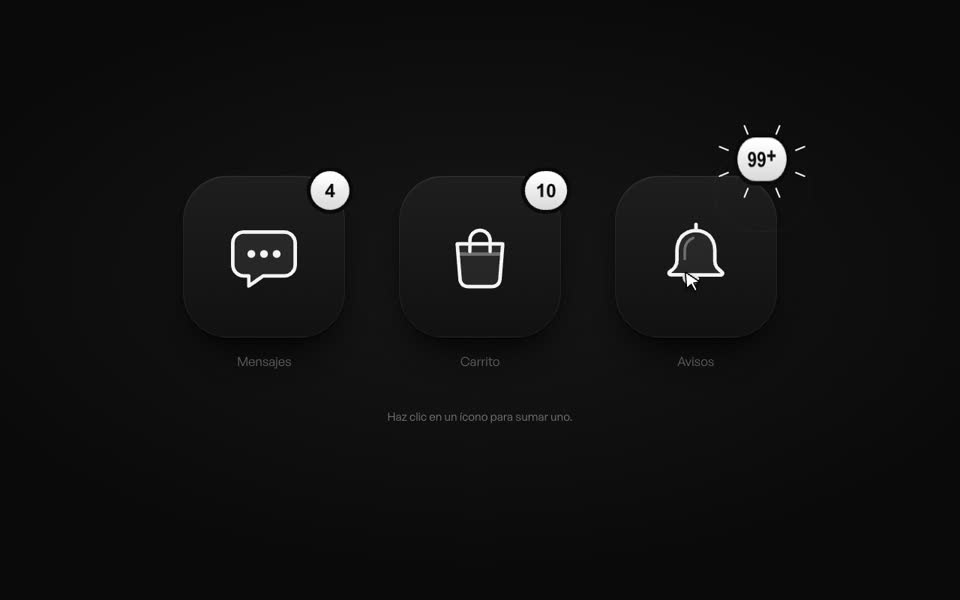 99+
4
10
Mensajes
Carrito
Avisos
Haz clic en un ícono para sumar uno.